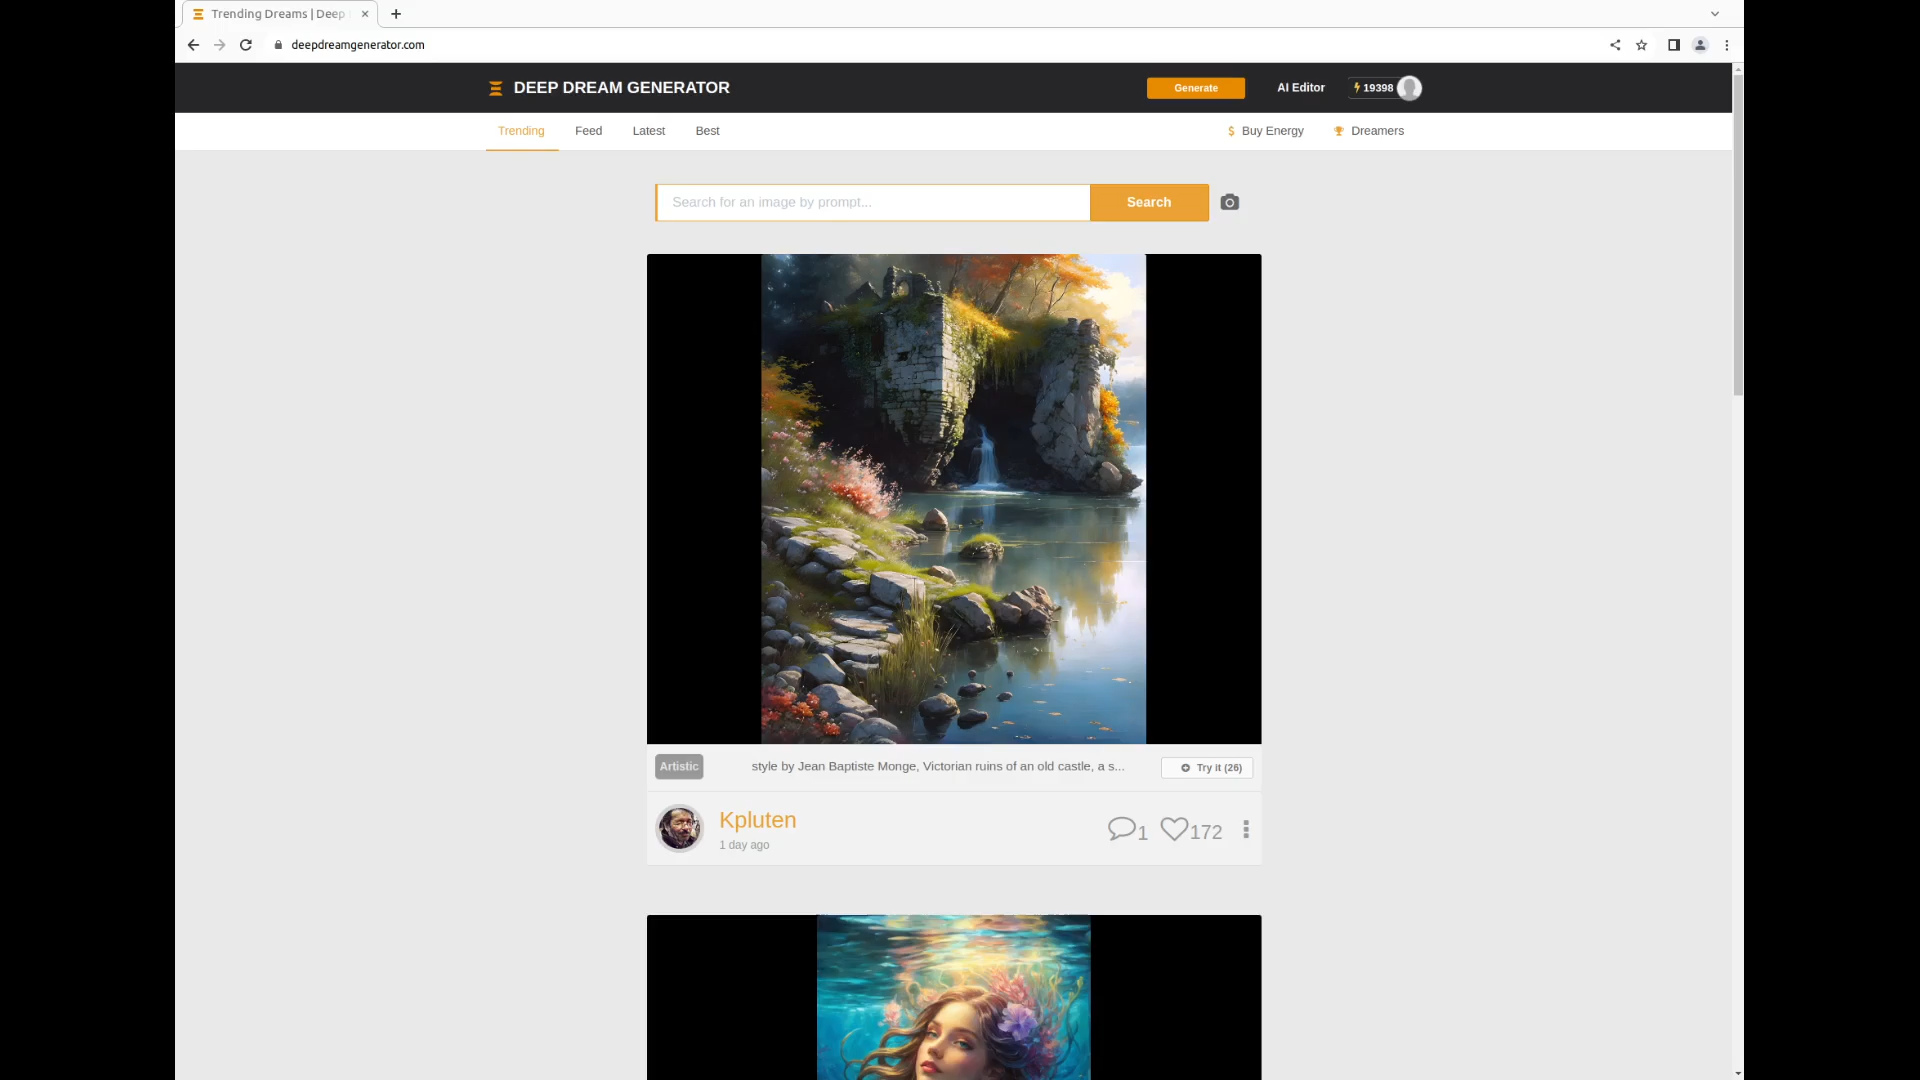 Trending Dreams | Deep
deepdreamgenerator.com
DEEP DREAM GENERATOR
Generate
AI Editor
19398
Trending
Feed
Latest
Best
$ Buy Energy
Dreamers
Search for an image by prompt...
Search
Artistic
style by Jean Baptiste Monge, Victorian ruins of an old castle, a s...
Try it (26)
Kpluten
1
172
1 day ago